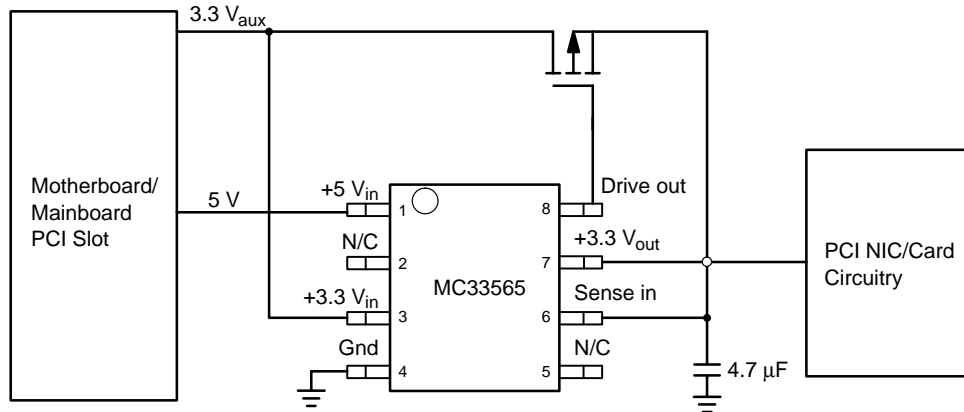 3.3 Vaux
Motherboard/
Mainboard
PCI Slot
5 V
+5 Vin
1
N/C
2
+3.3 Vin
3
Gnd
4
MC33565
Drive out
8
+3.3 Vout
7
Sense in
6
N/C
5
4.7 μF
PCI NIC/Card
Circuitry